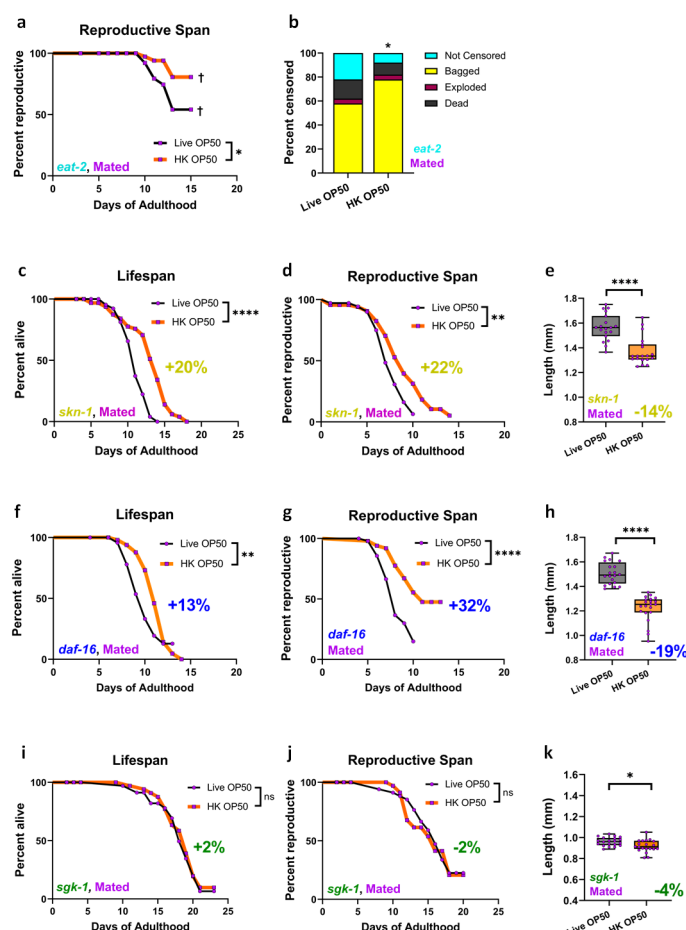 a
Reproductive Span
Percent reproductive
100
50
0
0 5 10 15 20
Days of Adulthood
†
†
Live OP50
HK OP50
*
eat-2, Mated
b
*
Percent censored
100
80
60
40
20
0
Live OP50
HK OP50
Not Censored
Bagged
Exploded
Dead
eat-2
Mated
c
Lifespan
Percent alive
100
50
0
0 5 10 15 20 25
Days of Adulthood
Live OP50
HK OP50
****
+20%
skn-1, Mated
d
Reproductive Span
Percent reproductive
100
50
0
0 5 10 15 20
Days of Adulthood
Live OP50
HK OP50
**
+22%
skn-1, Mated
e
****
Length (mm)
1.8
1.6
1.4
1.2
1.0
0.8
skn-1
Mated
-14%
Live OP50
HK OP50
f
Lifespan
Percent alive
100
50
0
0 5 10 15 20
Days of Adulthood
Live OP50
HK OP50
**
+13%
daf-16, Mated
g
Reproductive Span
Percent reproductive
100
50
0
0 5 10 15 20
Days of Adulthood
Live OP50
HK OP50
****
+32%
daf-16
Mated
h
****
Length (mm)
1.8
1.6
1.4
1.2
1.0
0.8
daf-16
Mated
-19%
Live OP50
HK OP50
i
Lifespan
Percent alive
100
50
0
0 5 10 15 20 25
Days of Adulthood
Live OP50
HK OP50
ns
+2%
sgk-1, Mated
j
Reproductive Span
Percent reproductive
100
50
0
0 5 10 15 20 25
Days of Adulthood
Live OP50
HK OP50
ns
-2%
sgk-1, Mated
k
*
Length (mm)
1.6
1.4
1.2
1.0
0.8
0.6
0.4
sgk-1
Mated
-4%
Live OP50
HK OP50